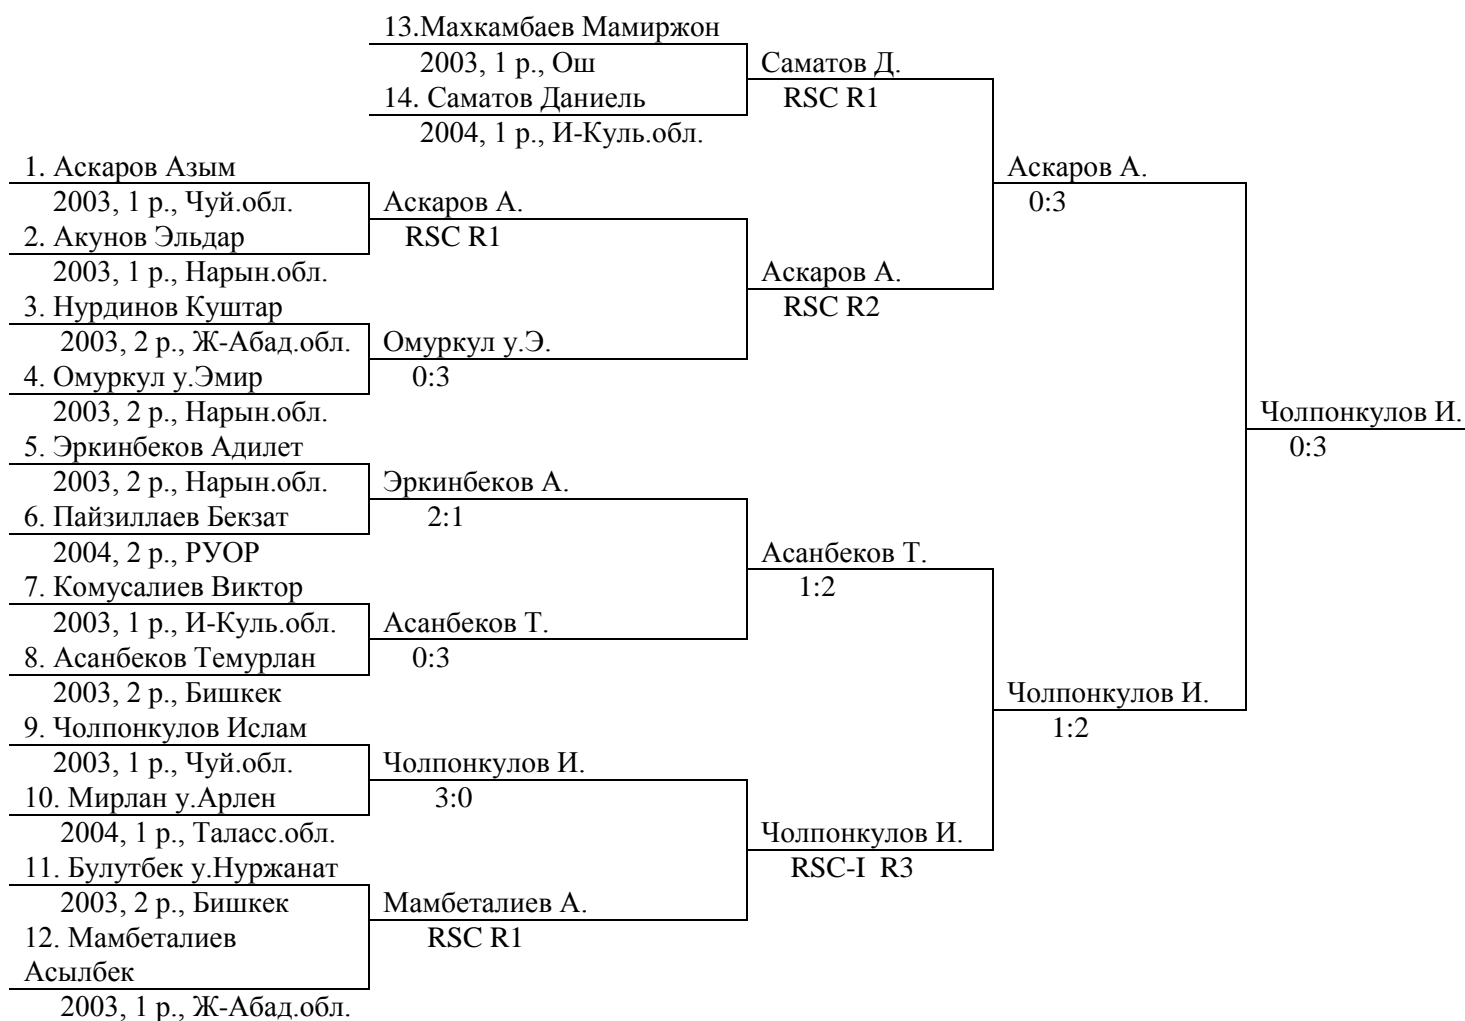 13.Махкамбаев Мамиржон
2003, 1 р., Ош
Саматов Д.
14. Саматов Даниель
RSC R1
2004, 1 р., И-Куль.обл.
1. Аскаров Азым
Аскаров А.
2003, 1 р., Чуй.обл.
Аскаров А.
0:3
2. Акунов Эльдар
RSC R1
2003, 1 р., Нарын.обл.
Аскаров А.
3. Нурдинов Куштар
RSC R2
2003, 2 р., Ж-Абад.обл.
Омуркул у.Э.
4. Омуркул у.Эмир
0:3
2003, 2 р., Нарын.обл.
Чолпонкулов И.
5. Эркинбеков Адилет
0:3
2003, 2 р., Нарын.обл.
Эркинбеков А.
6. Пайзиллаев Бекзат
2:1
2004, 2 р., РУОР
Асанбеков Т.
7. Комусалиев Виктор
1:2
2003, 1 р., И-Куль.обл.
Асанбеков Т.
8. Асанбеков Темурлан
0:3
2003, 2 р., Бишкек
Чолпонкулов И.
9. Чолпонкулов Ислам
1:2
2003, 1 р., Чуй.обл.
Чолпонкулов И.
10. Мирлан у.Арлен
3:0
2004, 1 р., Таласс.обл.
Чолпонкулов И.
11. Булутбек у.Нуржанат
RSC-I R3
2003, 2 р., Бишкек
Мамбеталиев А.
12. Мамбеталиев
RSC R1
Асылбек
2003, 1 р., Ж-Абад.обл.